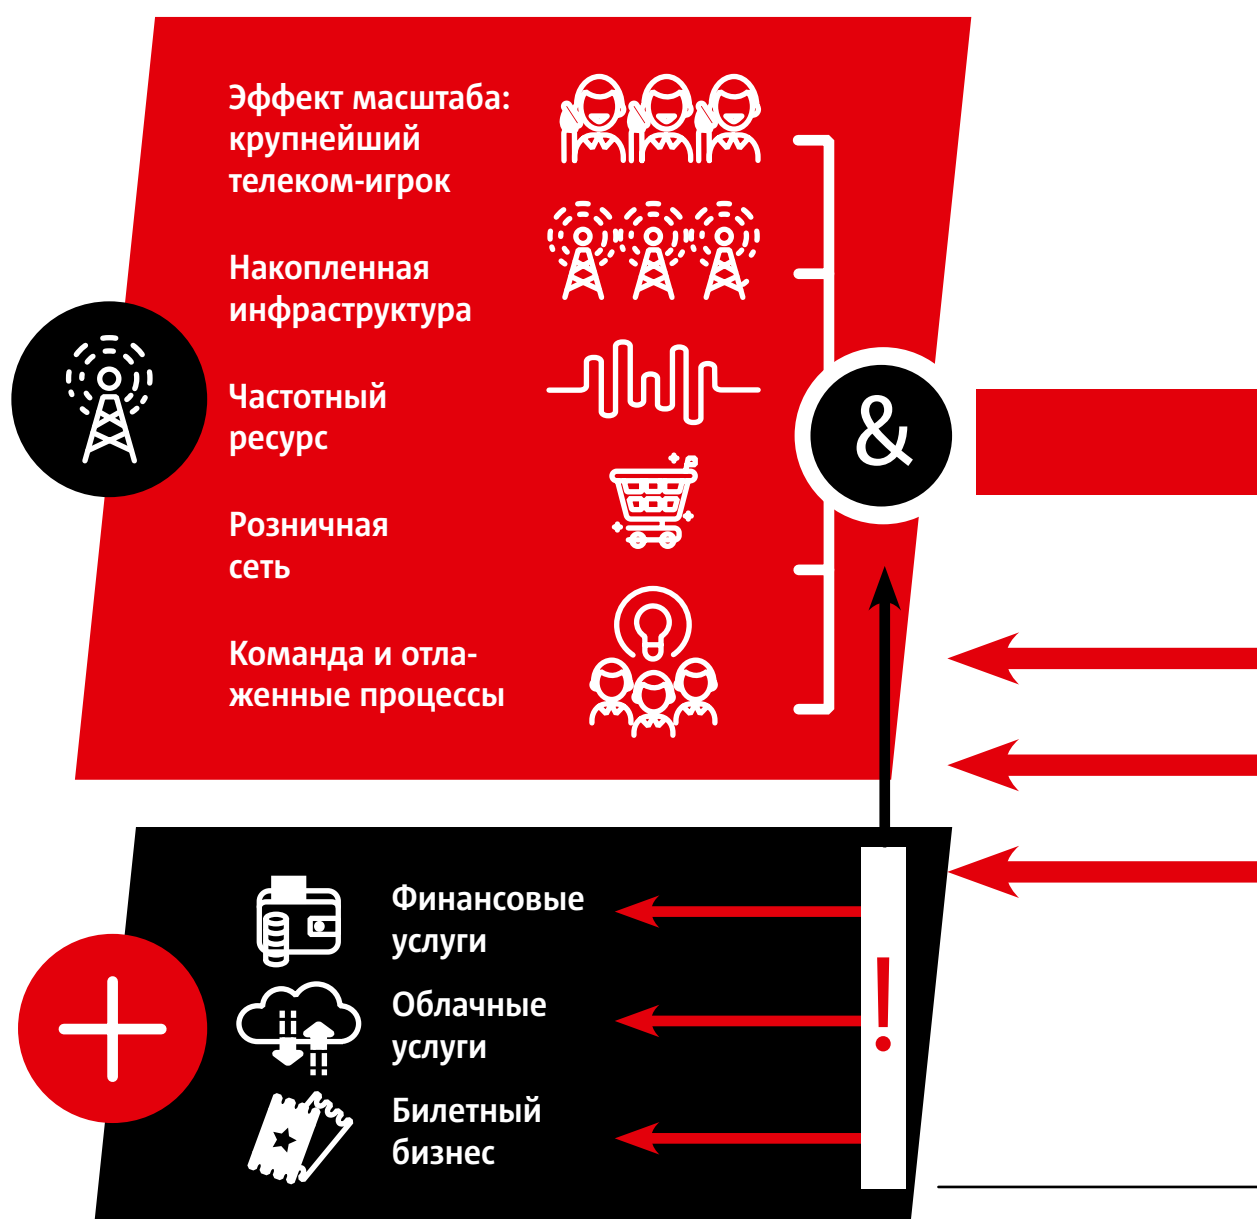 Эффект масштаба:
крупнейший
телеком-игрок
Накопленная
инфраструктура
Частотный
ресурс
&
Розничная
сеть
Команда и отла-
женные процессы
Финансовые
услуги
Облачные
услуги
!
Билетный
бизнес